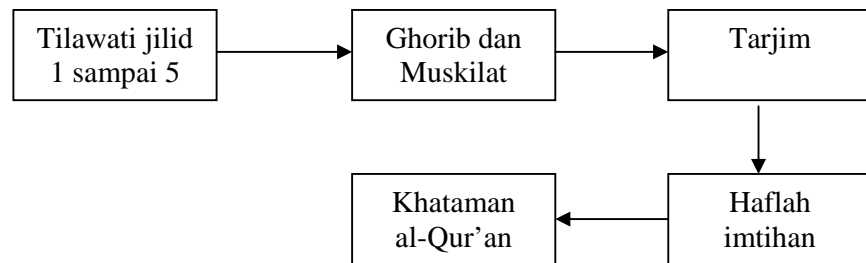 Tilawati jilid
1 sampai 5
Ghorib dan
Muskilat
Tarjim
Haflah
imtihan
Khataman
al-Qur’an